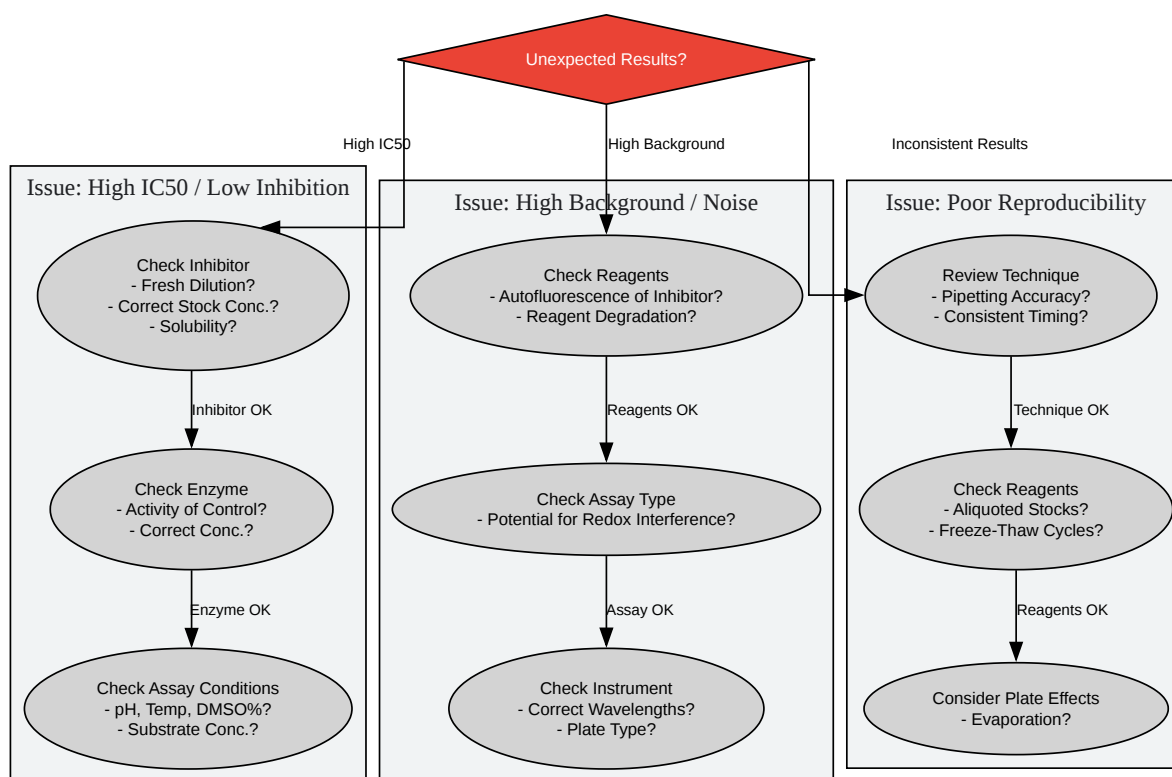 Unexpected Results?
High IC50
High Background
Inconsistent Results
Issue: High IC50 / Low Inhibition
Check Inhibitor
- Fresh Dilution?
- Correct Stock Conc.?
- Solubility?
Inhibitor OK
Check Enzyme
- Activity of Control?
- Correct Conc.?
Enzyme OK
Check Assay Conditions
- pH, Temp, DMSO%?
- Substrate Conc.?
Issue: High Background / Noise
Check Reagents
- Autofluorescence of Inhibitor?
- Reagent Degradation?
Reagents OK
Check Assay Type
- Potential for Redox Interference?
Assay OK
Check Instrument
- Correct Wavelengths?
- Plate Type?
Issue: Poor Reproducibility
Review Technique
- Pipetting Accuracy?
- Consistent Timing?
Technique OK
Check Reagents
- Aliquoted Stocks?
- Freeze-Thaw Cycles?
Reagents OK
Consider Plate Effects
- Evaporation?